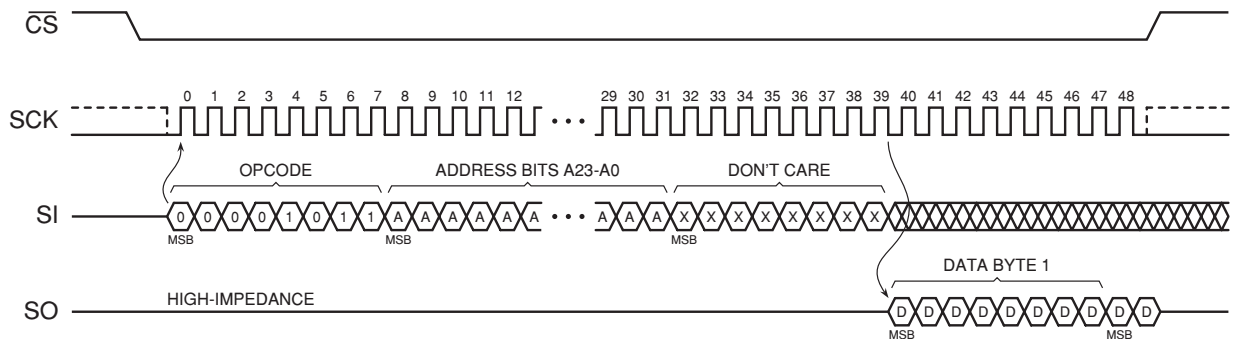 CS
0 1 2 3 4 5 6 7 8 9 10 11 12 29 30 31 32 33 34 35 36 37 38 39 40 41 42 43 44 45 46 47 48
SCK
OPCODE ADDRESS BITS A23-A0 DON'T CARE
SI 0 0 0 0 1 0 1 1 A A A A A A A A A X X X X X X X X
MSB MSB MSB
DATA BYTE 1
HIGH-IMPEDANCE
SO D D D D D D D D D D
MSB MSB